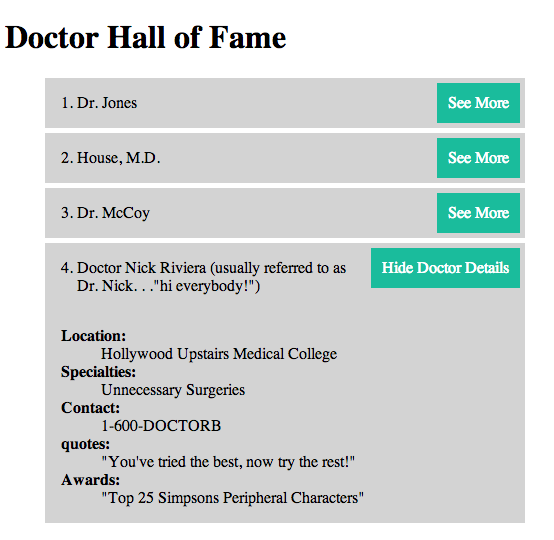 Doctor Hall of Fame
1. Dr. Jones
See More
2. House, M.D.
See More
3. Dr. McCoy
See More
4. Doctor Nick Riviera (usually referred to as
Dr. Nick. . ."hi everybody!")
Hide Doctor Details
Location:
Hollywood Upstairs Medical College
Specialties:
Unnecessary Surgeries
Contact:
1-600-DOCTORB
quotes:
"You've tried the best, now try the rest!"
Awards:
"Top 25 Simpsons Peripheral Characters"